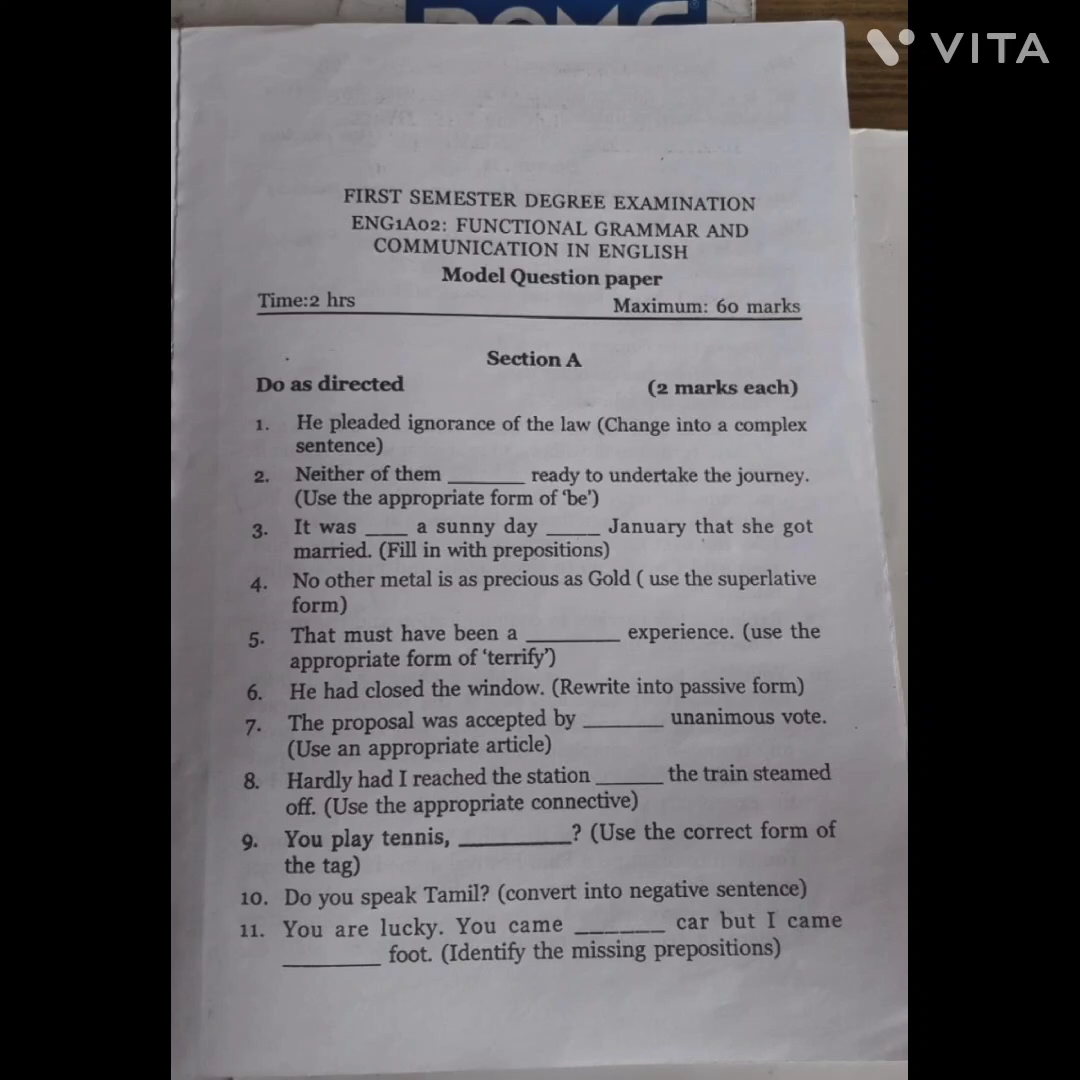 VITA
FIRST SEMESTER DEGREE EXAMINATION
ENG1A02: FUNCTIONAL GRAMMAR AND
COMMUNICATION IN ENGLISH
Model Question paper
Time:2 hrs Maximum: 60 marks
Section A
Do as directed (2 marks each)
1. He pleaded ignorance of the law (Change into a complex
sentence)
2. Neither of them _______ ready to undertake the journey.
(Use the appropriate form of ‘be’)
3. It was ____ a sunny day _____ January that she got
married. (Fill in with prepositions)
4. No other metal is as precious as Gold ( use the superlative
form)
5. That must have been a _________ experience. (use the
appropriate form of ‘terrify’)
6. He had closed the window. (Rewrite into passive form)
7. The proposal was accepted by _______ unanimous vote.
(Use an appropriate article)
8. Hardly had I reached the station ______ the train steamed
off. (Use the appropriate connective)
9. You play tennis, __________? (Use the correct form of
the tag)
10. Do you speak Tamil? (convert into negative sentence)
11. You are lucky. You came _______ car but I came
_________ foot. (Identify the missing prepositions)